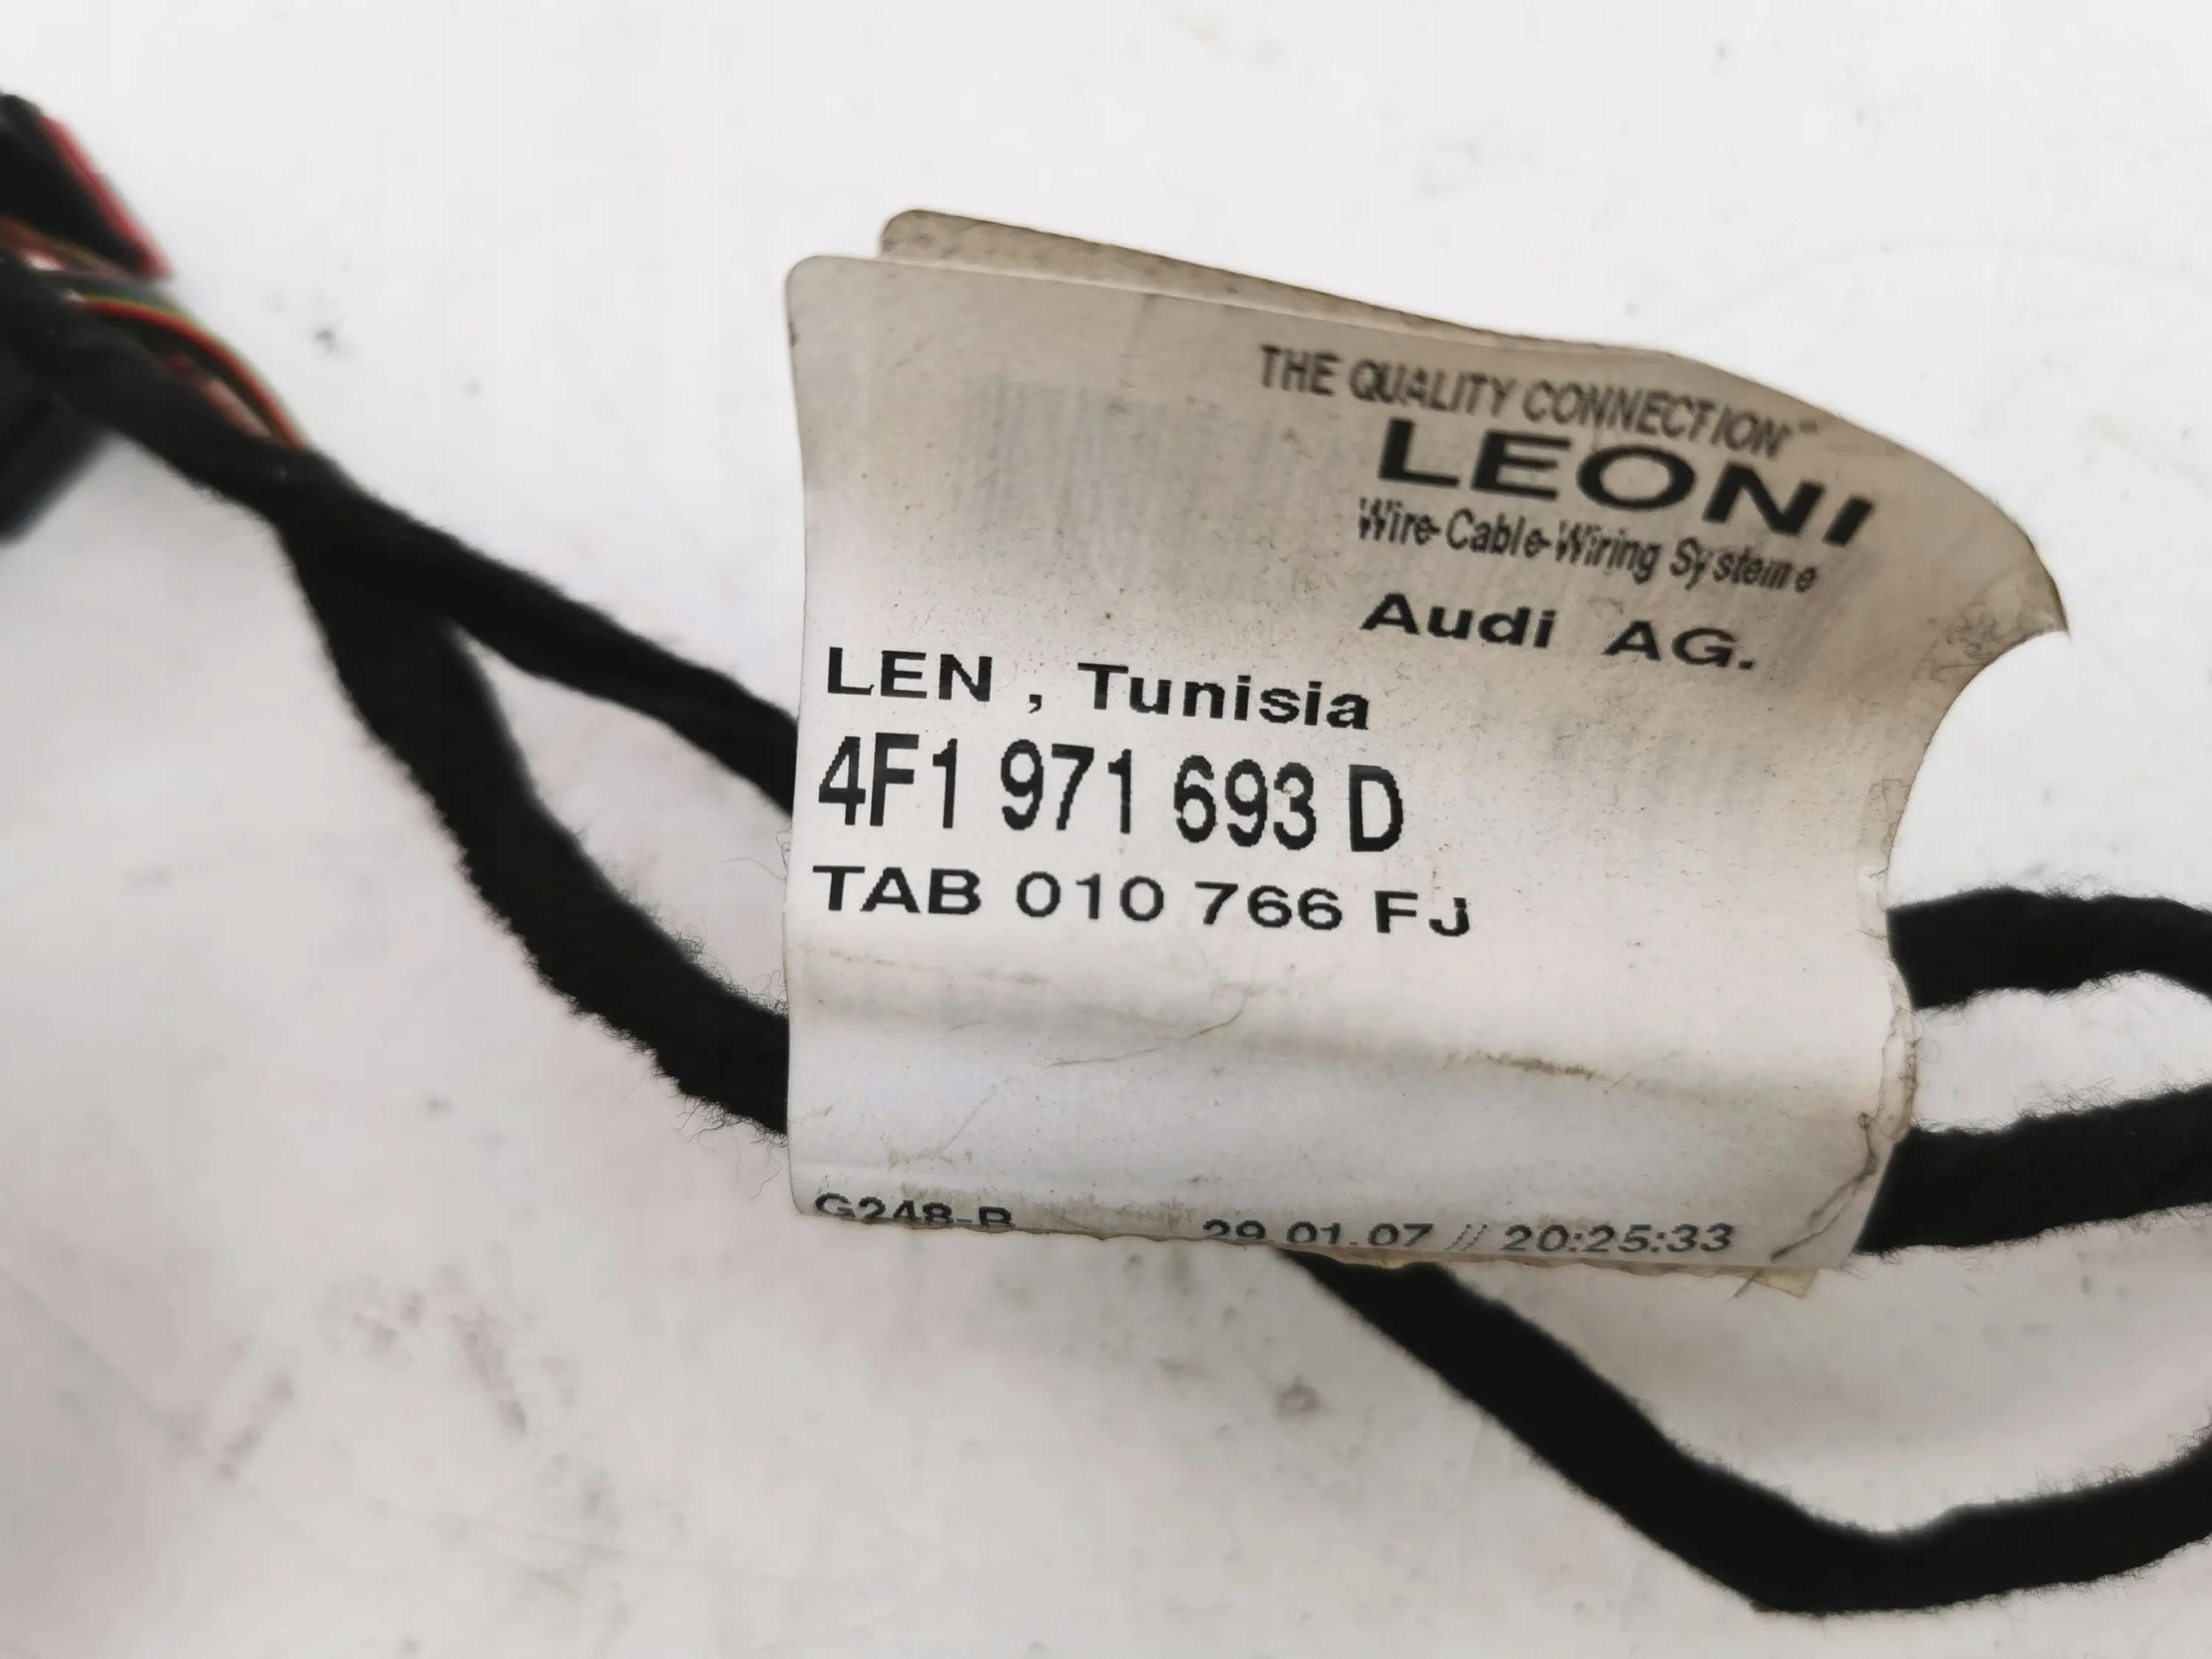 THE QUALITY CONNECTION
LEONI
Wire-Cable-Wiring Systeme
Audi AG.
LEN , Tunisia
4F1 971 693 D
TAB 010 766 FJ
G248-B 29.01.07 // 20:25:33